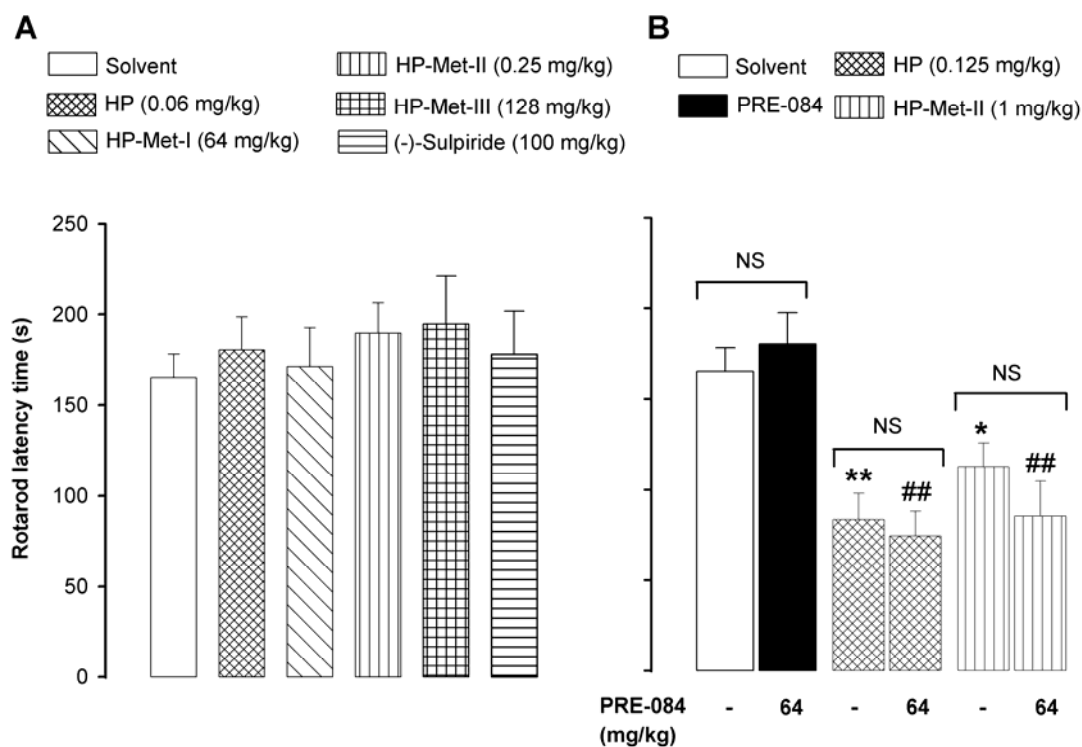 A
Solvent
HP (0.06 mg/kg)
HP-Met-I (64 mg/kg)
HP-Met-II (0.25 mg/kg)
HP-Met-III (128 mg/kg)
(-)-Sulpiride (100 mg/kg)
Rotarod latency time (s)
250
200
150
100
50
0
B
Solvent
PRE-084
HP (0.125 mg/kg)
HP-Met-II (1 mg/kg)
NS
NS
NS
**
##
*
##
PRE-084 - 64 - 64 - 64
(mg/kg)